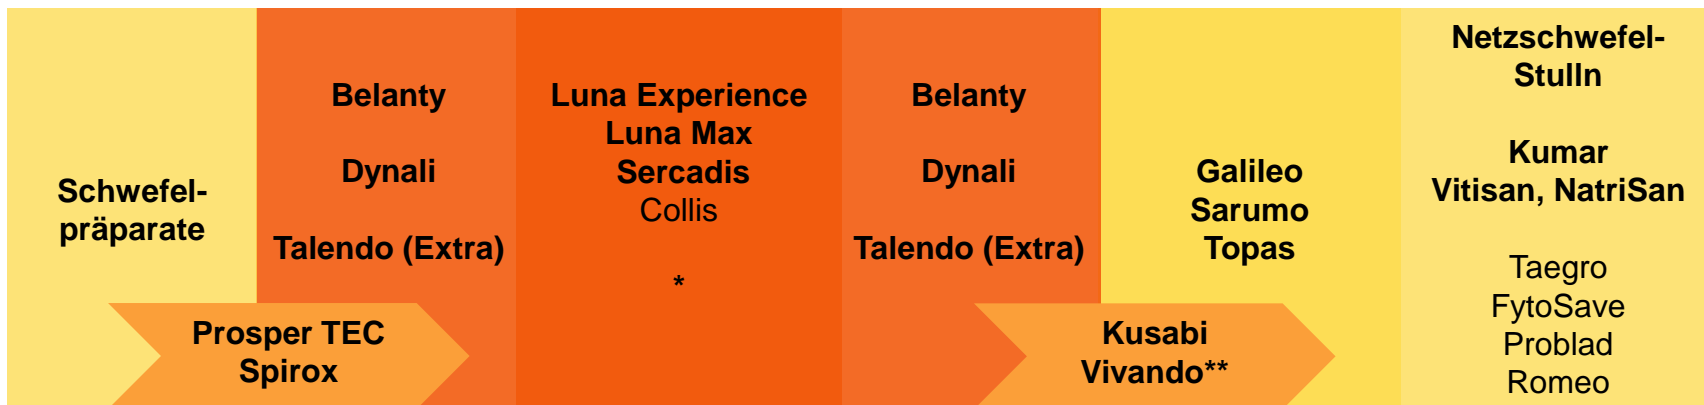 Schwefel-
präparate
Prosper TEC
Spirox
Belanty
Dynali
Talendo (Extra)
Luna Experience
Luna Max
Sercadis
Collis
*
Belanty
Dynali
Talendo (Extra)
Kusabi
Vivando**
Galileo
Sarumo
Topas
Netzschwefel-
Stulln
Kumar
Vitisan, NatriSan
Taegro
FytoSave
Problad
Romeo